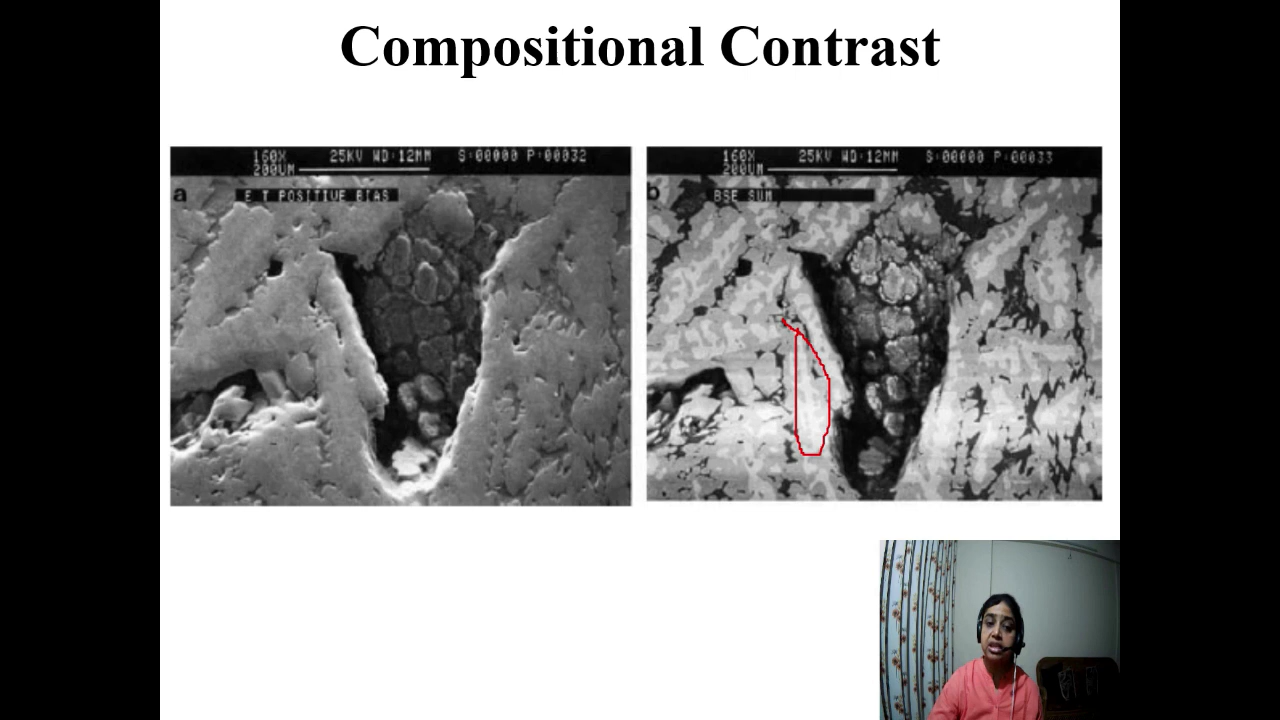 Compositional Contrast
160X 25KV WD:12MM S:00000 P:00032
200UM
a E T POSITIVE BIAS
160X 25KV WD:12MM S:00000 P:00033
200UM
b BSE SUM